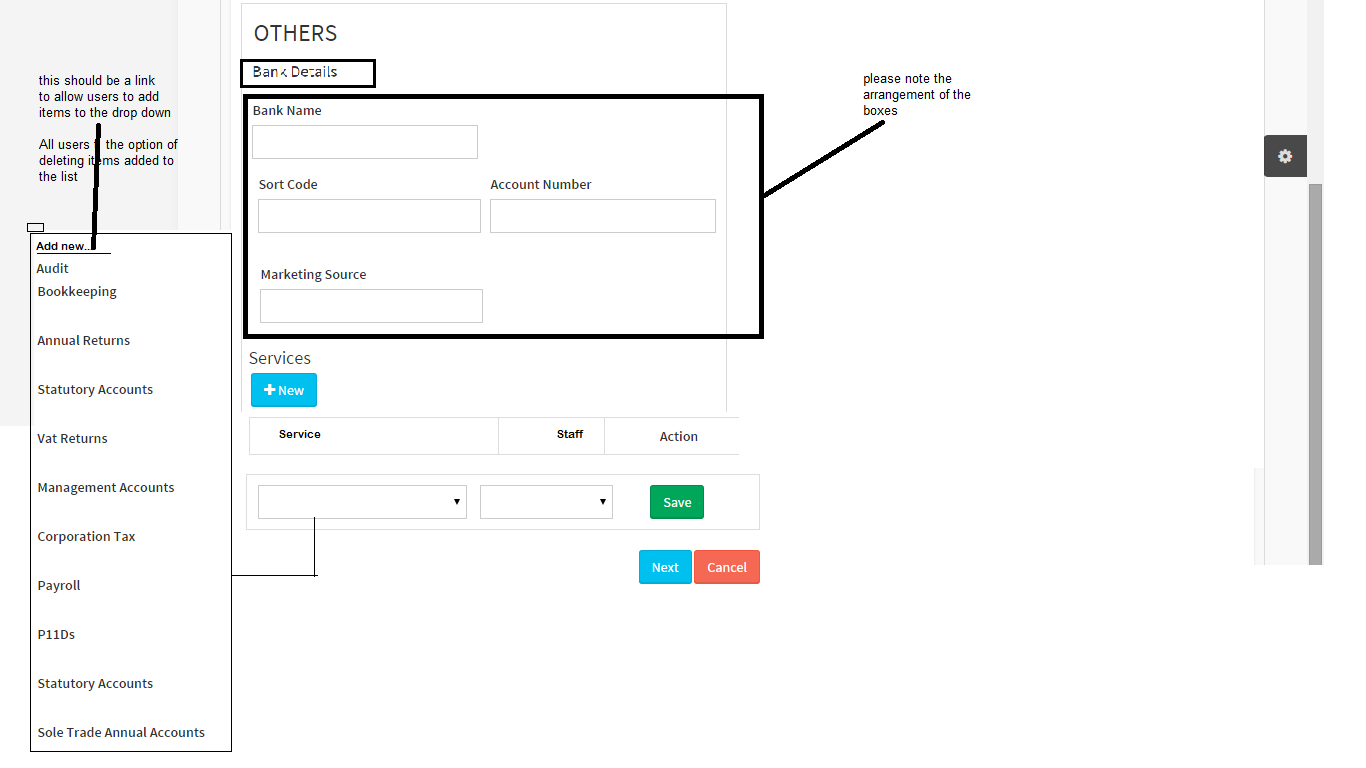 OTHERS
Bank Details
this should be a link
to allow users to add
items to the drop down
All users t the option of
deleting items added to
the list
please note the
arrangement of the
boxes
Bank Name
Sort Code Account Number
Marketing Source
Services
New
Service Staff Action
Save
Next Cancel
Add new..
Audit
Bookkeeping
Annual Returns
Statutory Accounts
Vat Returns
Management Accounts
Corporation Tax
Payroll
P11Ds
Statutory Accounts
Sole Trade Annual Accounts